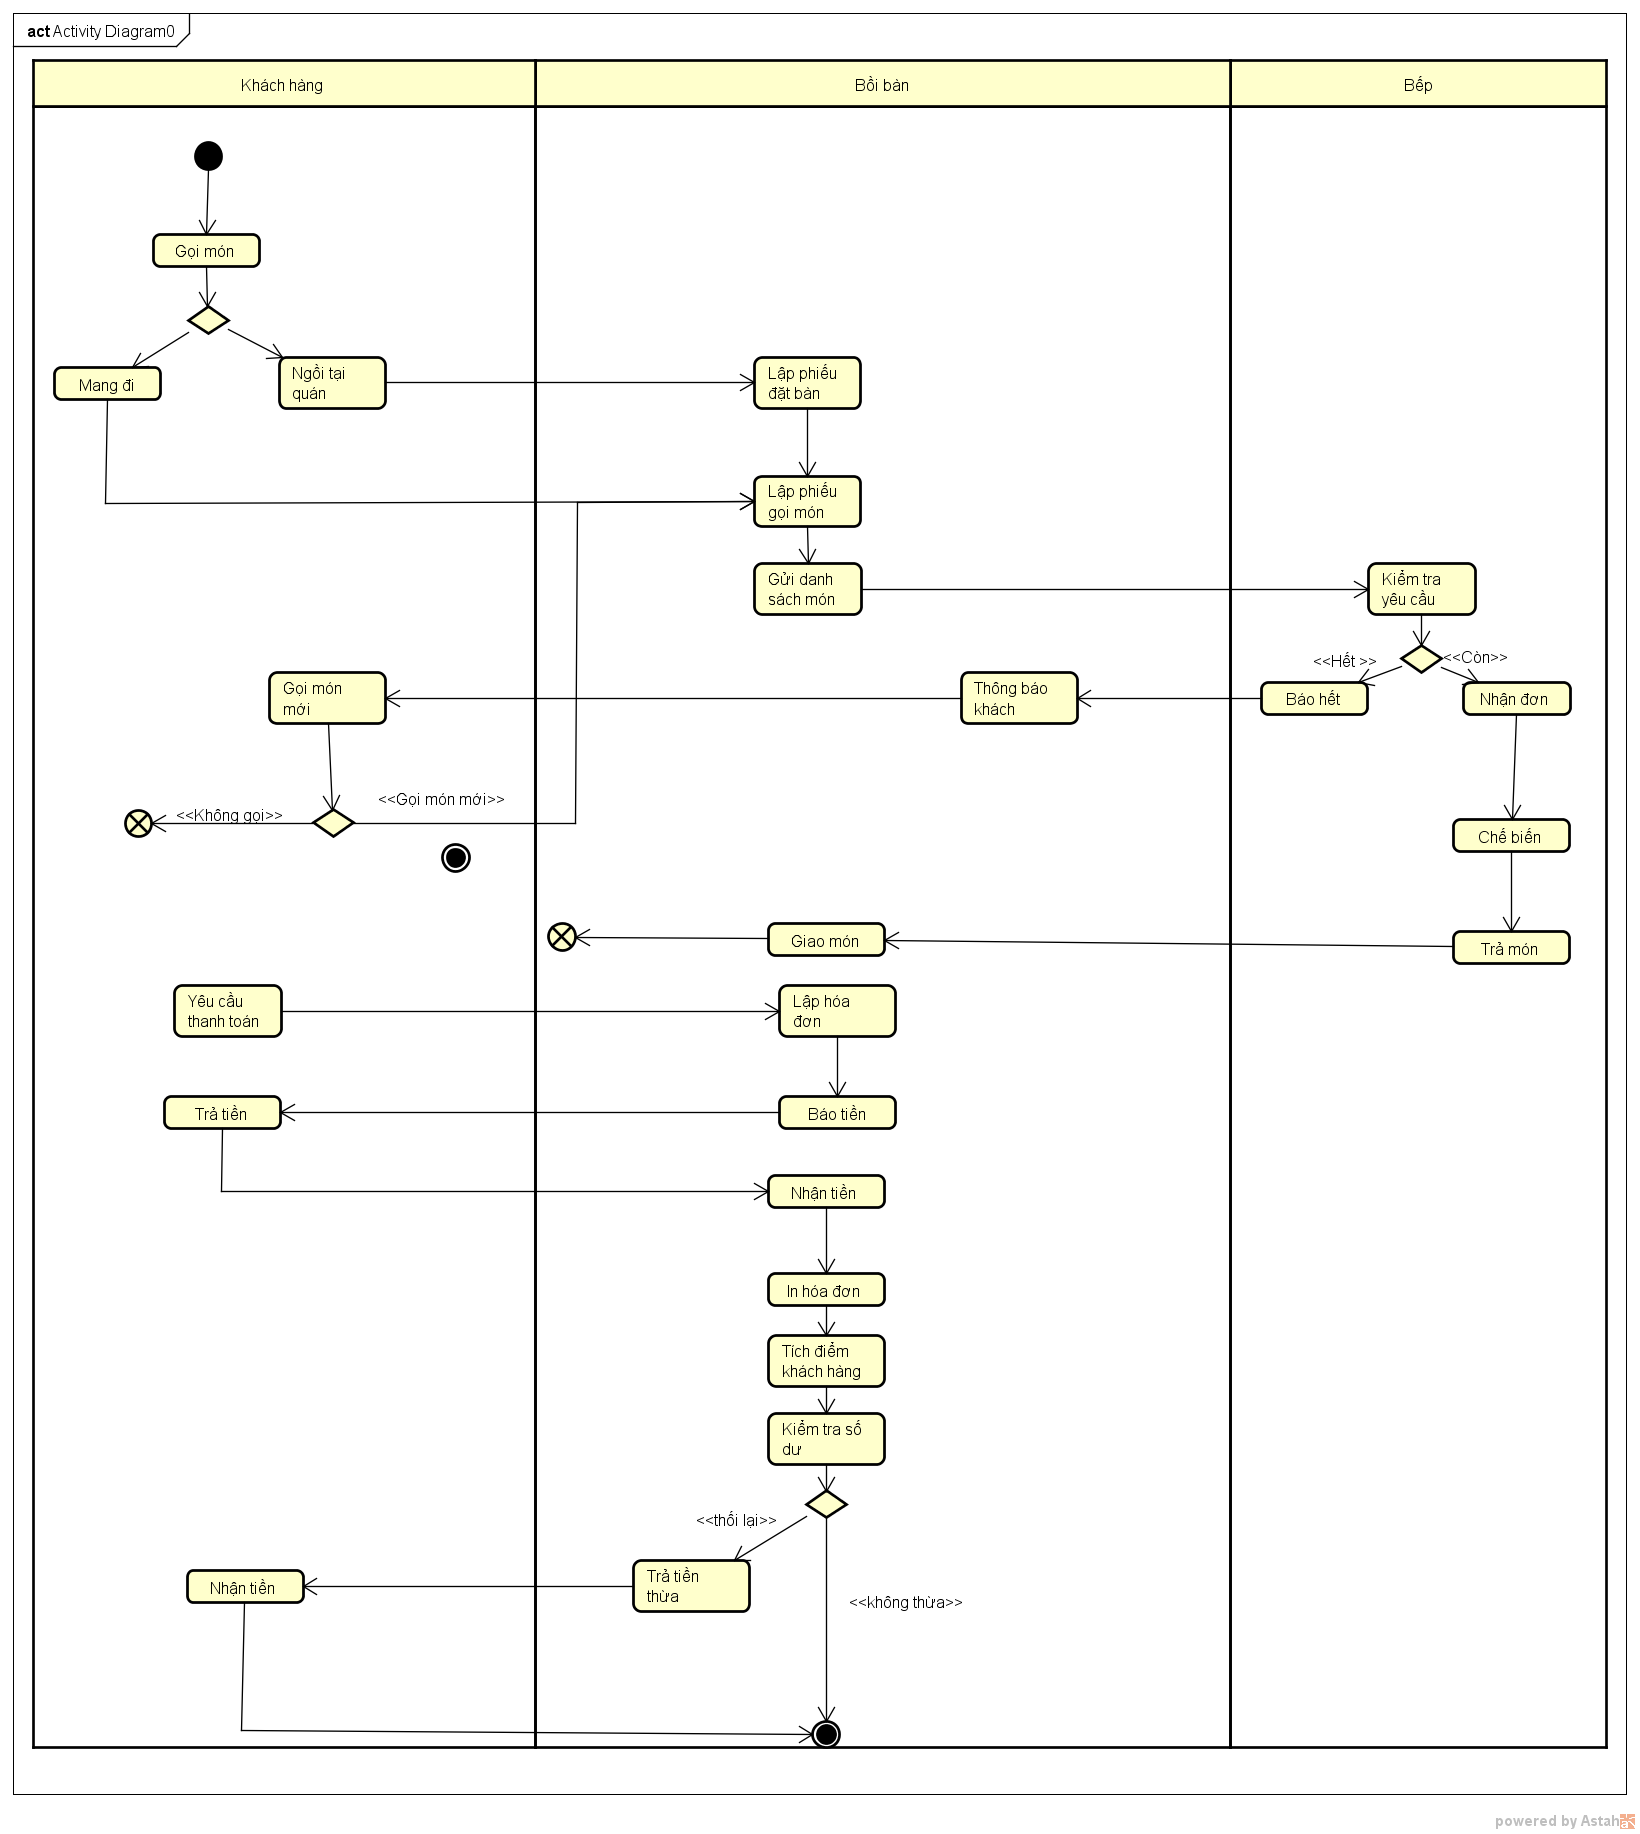 act Activity Diagram0
Khách hàng
Bồi bàn
Bếp
Gọi món
Mang đi
Ngồi tại
quán
Lập phiếu
đặt bàn
Lập phiếu
gọi món
Gửi danh
sách món
Kiểm tra
yêu cầu
<<Hết >>
<<Còn>>
Gọi món
mới
Thông báo
khách
Báo hết
Nhận đơn
<<Không gọi>>
<<Gọi món mới>>
Chế biến
Giao món
Trả món
Yêu cầu
thanh toán
Lập hóa
đơn
Trả tiền
Báo tiền
Nhận tiền
In hóa đơn
Tích điểm
khách hàng
Kiểm tra số
dư
<<thối lại>>
Trả tiền
thừa
Nhận tiền
<<không thừa>>
powered by Astah